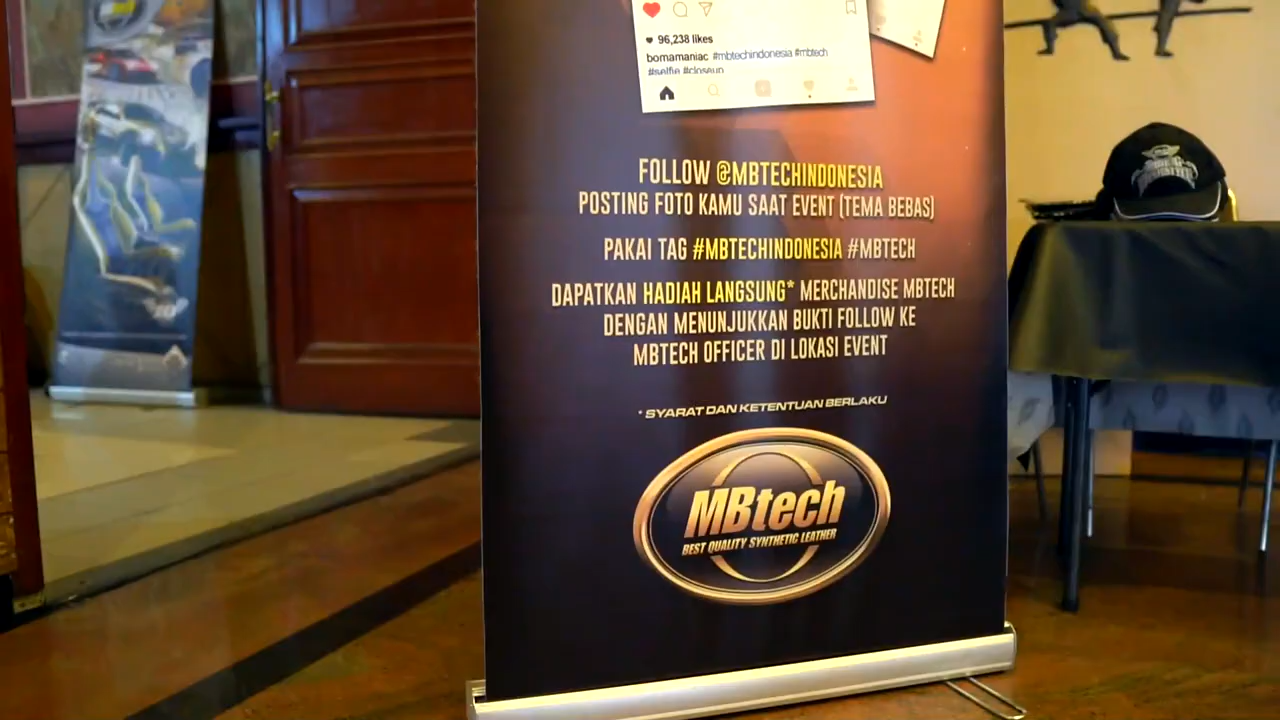 96,238 likes
bomamaniac #mbtechindonesia #mbtech
#selfie #closeup
FOLLOW @MBTECHINDONESIA
POSTING FOTO KAMU SAAT EVENT (TEMA BEBAS)
PAKAI TAG #MBTECHINDONESIA #MBTECH
DAPATKAN HADIAH LANGSUNG* MERCHANDISE MBTECH
DENGAN MENUNJUKKAN BUKTI FOLLOW KE
MBTECH OFFICER DI LOKASI EVENT
* SYARAT DAN KETENTUAN BERLAKU
MBtech
BEST QUALITY SYNTHETIC LEATHER